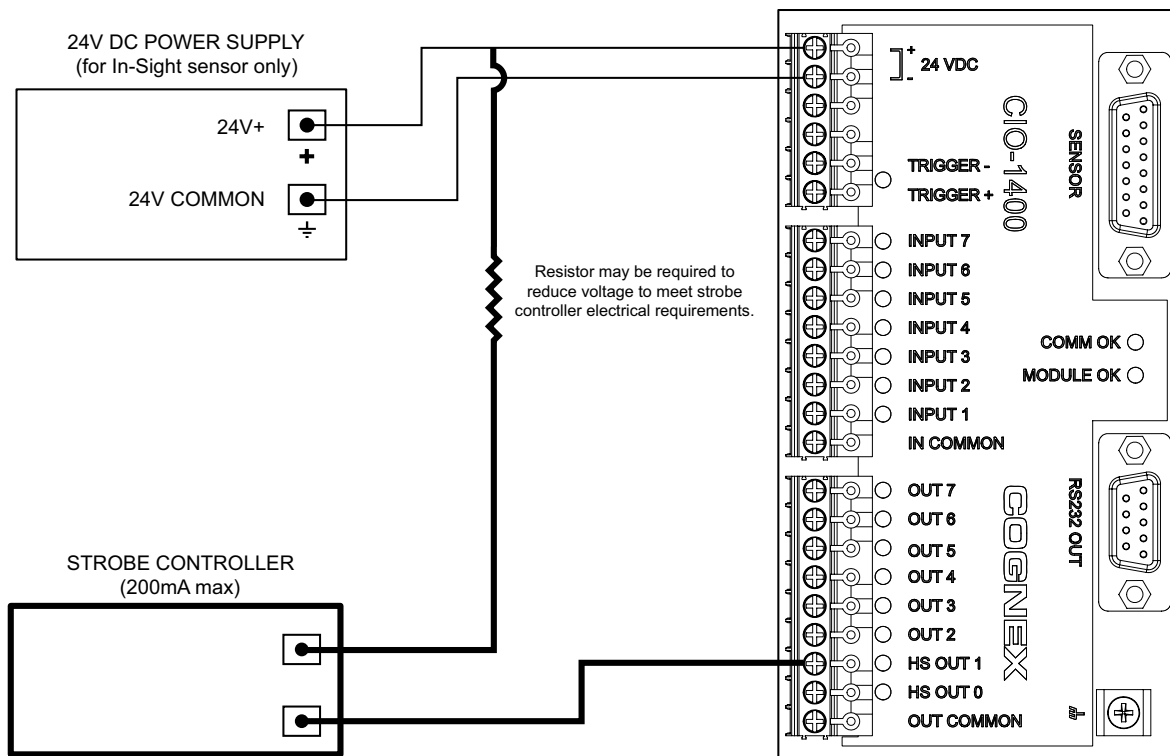 24V DC POWER SUPPLY
(for In-Sight sensor only)
24V+
+
24V COMMON
Resistor may be required to
reduce voltage to meet strobe
controller electrical requirements.
STROBE CONTROLLER
(200mA max)
+
24 VDC
-
TRIGGER -
TRIGGER +
CIO-1400
SENSOR
INPUT 7
INPUT 6
INPUT 5
INPUT 4
INPUT 3
INPUT 2
INPUT 1
IN COMMON
COMM OK
MODULE OK
OUT 7
OUT 6
OUT 5
OUT 4
OUT 3
OUT 2
HS OUT 1
HS OUT 0
OUT COMMON
COGNEX
RS232 OUT